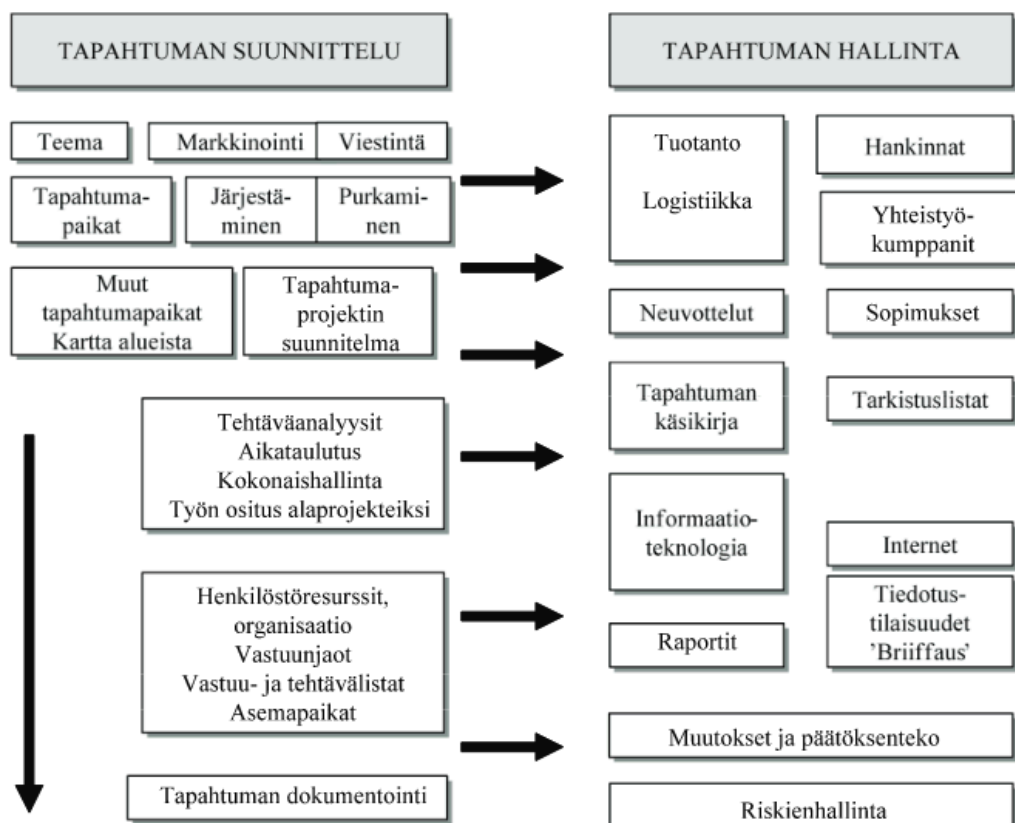 TAPAHTUMAN SUUNNITTELU
Teema
Markkinointi
Viestintä
Tapahtuma-
paikat
Järjestä-
minen
Purkami-
nen
Muut
tapahtumapaikat
Kartta alueista
Tapahtuma-
projektin
suunnitelma
Tehtäväanalyysit
Aikataulutus
Kokonaishallinta
Työn ositus alaprojekteiksi
Henkilöstöresurssit,
organisaatio
Vastuunjaot
Vastuu- ja tehtävälistat
Asemapaikat
Tapahtuman dokumentointi
TAPAHTUMAN HALLINTA
Tuotanto
Logistiikka
Hankinnat
Yhteistyö-
kumppanit
Neuvottelut
Sopimukset
Tapahtuman
käsikirja
Tarkistuslistat
Informaatio-
teknologia
Internet
Raportit
Tiedotus-
tilaisuudet
’Briiffaus’
Muutokset ja päätöksenteko
Riskienhallinta